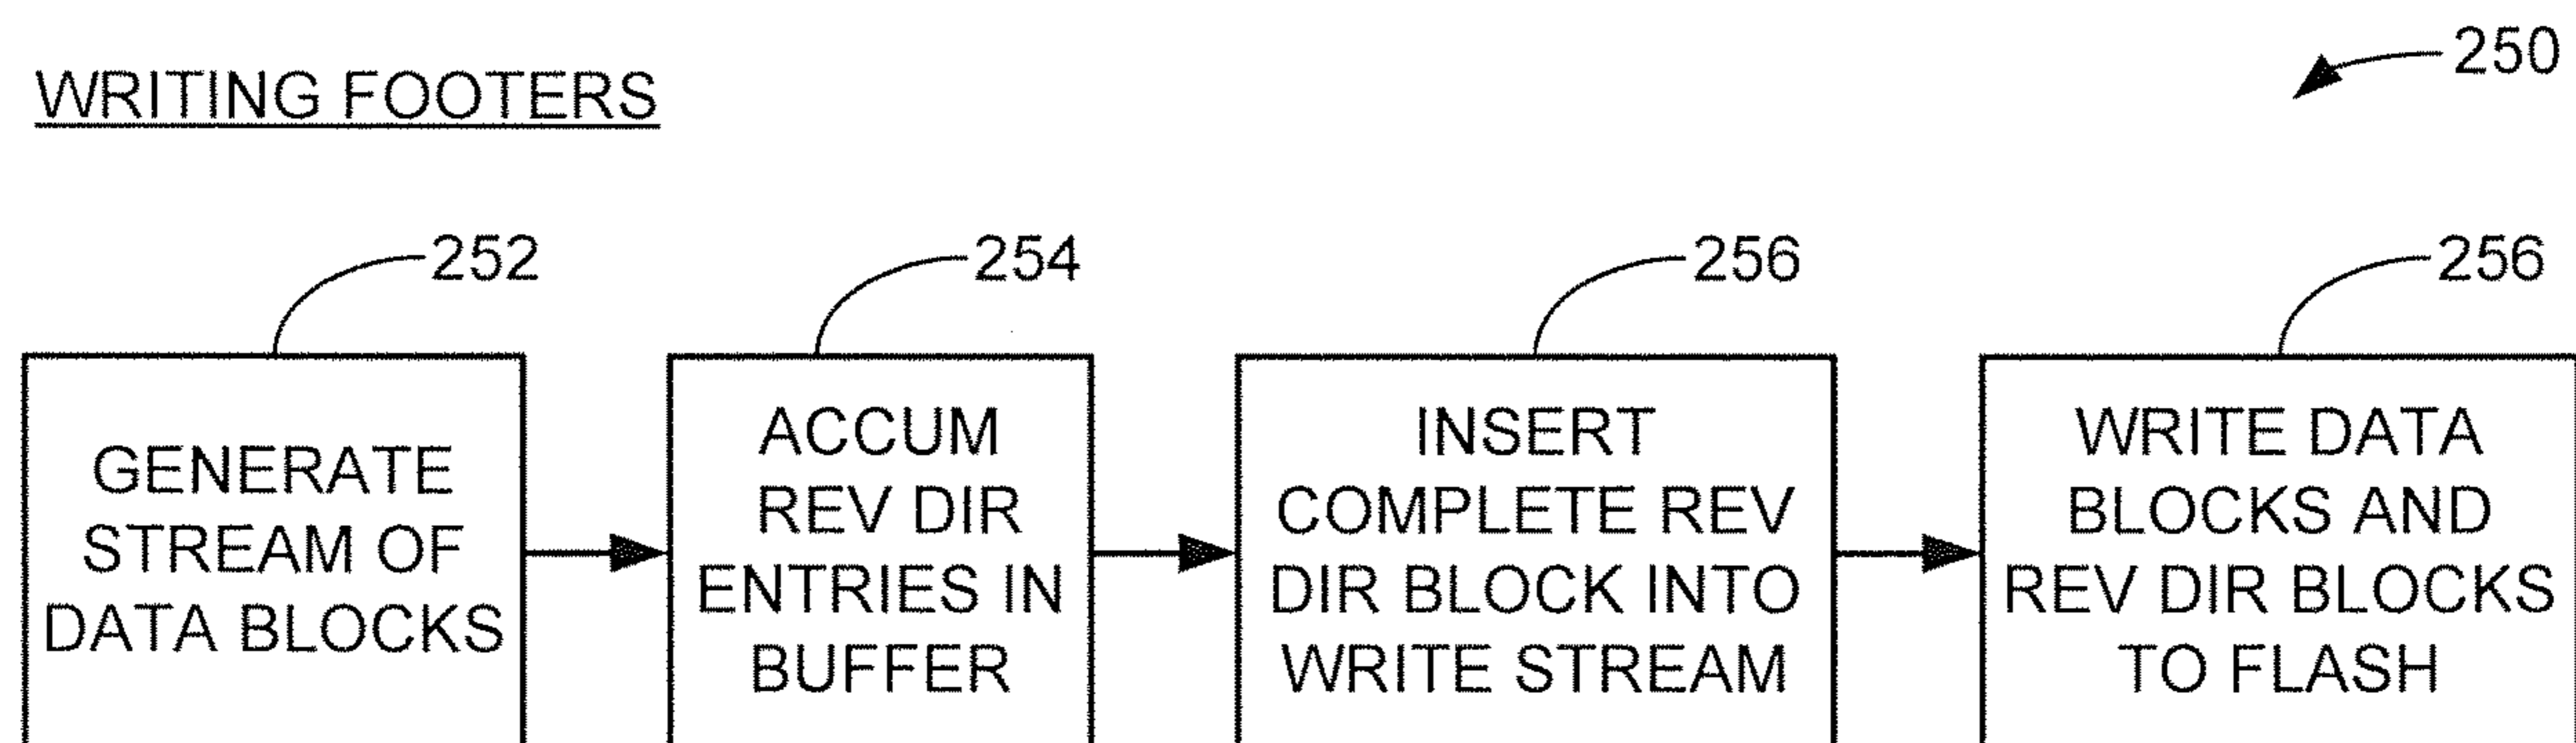 WRITING FOOTERS
250
252
254
256
256
GENERATE
STREAM OF
DATA BLOCKS
ACCUM
REV DIR
ENTRIES IN
BUFFER
INSERT
COMPLETE REV
DIR BLOCK INTO
WRITE STREAM
WRITE DATA
BLOCKS AND
REV DIR BLOCKS
TO FLASH